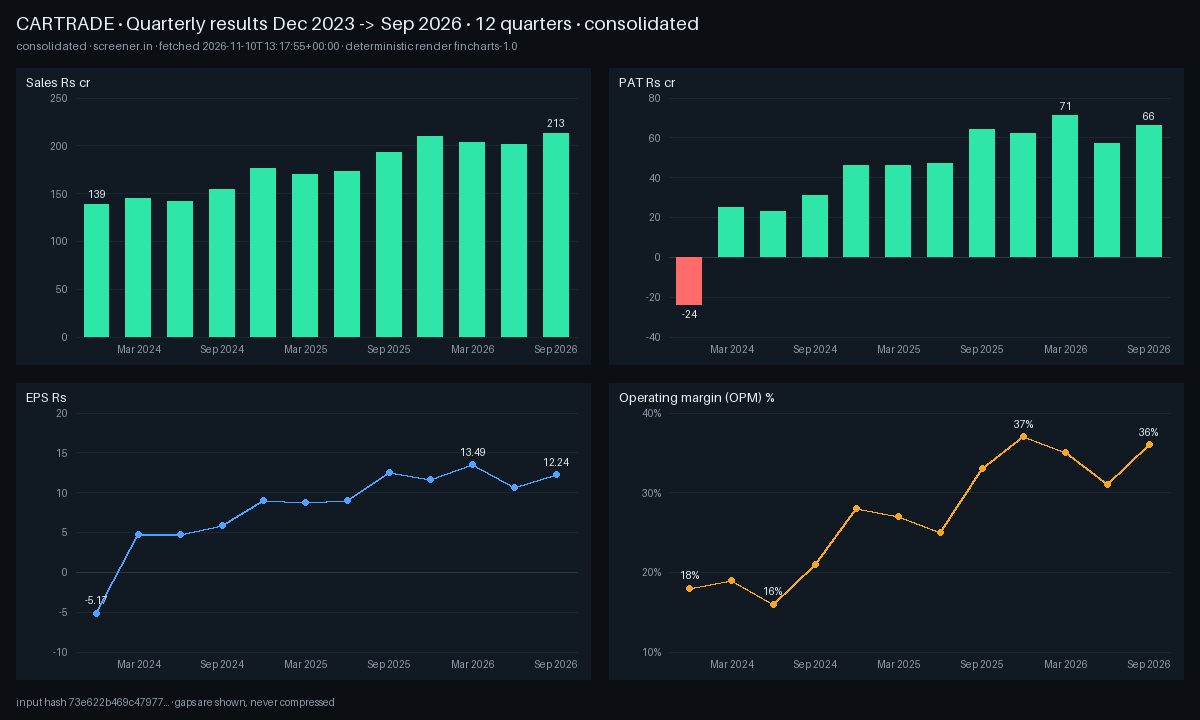 CARTRADE · Quarterly results Dec 2023 -> Sep 2026 · 12 quarters · consolidated
consolidated · screener.in · fetched 2026-11-10T13:17:55+00:00 · deterministic render fincharts-1.0
Sales Rs cr
250
200
150
100
50
0
139
213
Mar 2024
Sep 2024
Mar 2025
Sep 2025
Mar 2026
Sep 2026
PAT Rs cr
80
60
40
20
0
-20
-40
-24
71
66
Mar 2024
Sep 2024
Mar 2025
Sep 2025
Mar 2026
Sep 2026
EPS Rs
20
15
10
5
0
-5
-10
-5.17
13.49
12.24
Mar 2024
Sep 2024
Mar 2025
Sep 2025
Mar 2026
Sep 2026
Operating margin (OPM) %
40%
30%
20%
10%
18%
16%
37%
36%
Mar 2024
Sep 2024
Mar 2025
Sep 2025
Mar 2026
Sep 2026
input hash 73e622b469c47977… · gaps are shown, never compressed